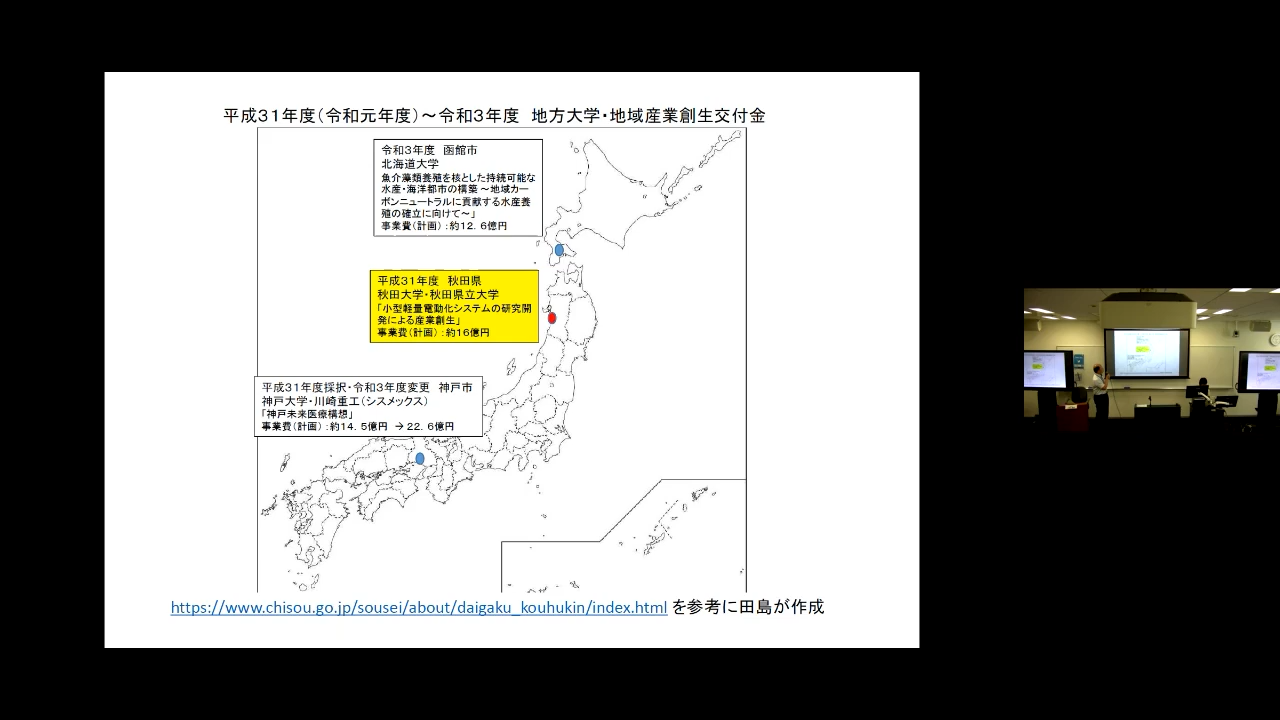 平成３１年度（令和元年度）～令和３年度　地方大学・地域産業創生交付金
令和３年度　函館市
北海道大学
魚介藻類養殖を核とした持続可能な
水産・海洋都市の構築 ～地域カー
ボンニュートラルに貢献する水産養
殖の確立に向けて～」
事業費（計画）：約１２．６億円
平成３１年度　秋田県
秋田大学・秋田県立大学
「小型軽量電動化システムの研究開
発による産業創生」
事業費（計画）：約１６億円
平成３１年度採択・令和３年度変更　神戸市
神戸大学・川崎重工（シスメックス）
「神戸未来医療構想」
事業費（計画）：約１４．５億円　→ ２２．６億円
https://www.chisou.go.jp/sousei/about/daigaku_kouhukin/index.html を参考に田島が作成